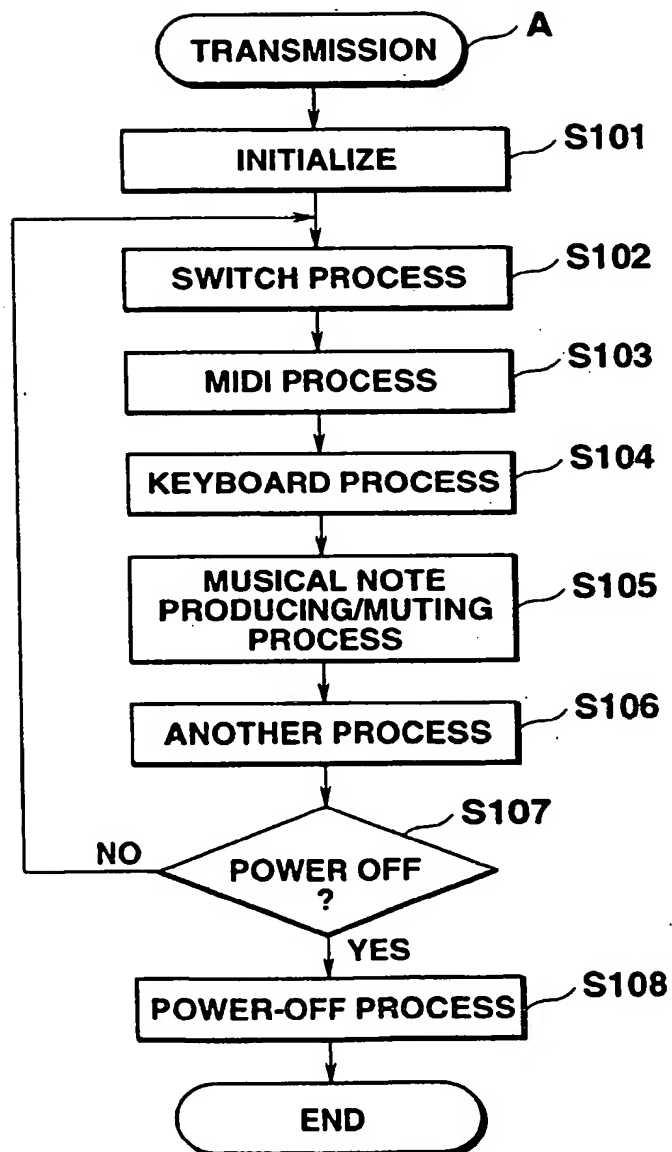 TRANSMISSION
A
INITIALIZE
S101
SWITCH PROCESS
S102
MIDI PROCESS
S103
KEYBOARD PROCESS
S104
MUSICAL NOTE
PRODUCING/MUTING
PROCESS
S105
ANOTHER PROCESS
S106
S107
NO
POWER OFF
?
YES
POWER-OFF PROCESS
S108
END